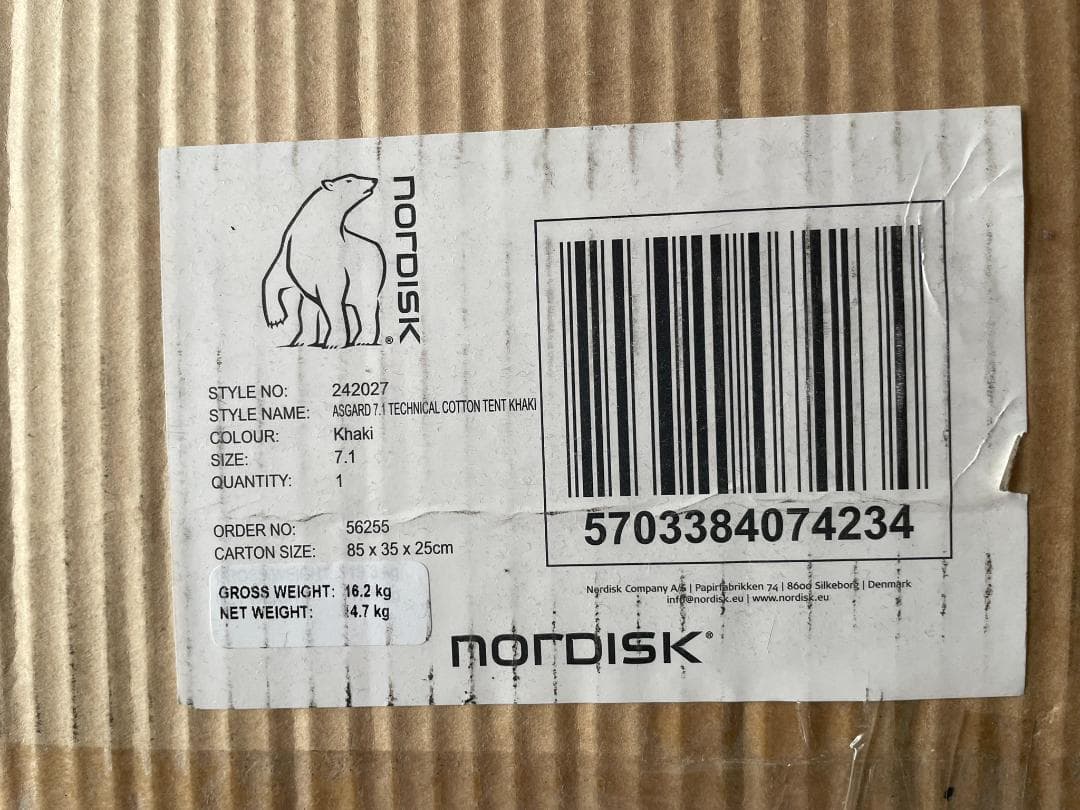 nordisk®
STYLE NO: 242027
STYLE NAME: ASGARD 7.1 TECHNICAL COTTON TENT KHAKI
COLOUR: Khaki
SIZE: 7.1
QUANTITY: 1
ORDER NO: 56255
CARTON SIZE: 85 x 35 x 25cm
GROSS WEIGHT: 16.2 kg
NET WEIGHT: 14.7 kg
5703384074234
Nordisk Company A/S | Papirfabrikken 74 | 8600 Silkeborg | Denmark
info@nordisk.eu | www.nordisk.eu
nordisk®